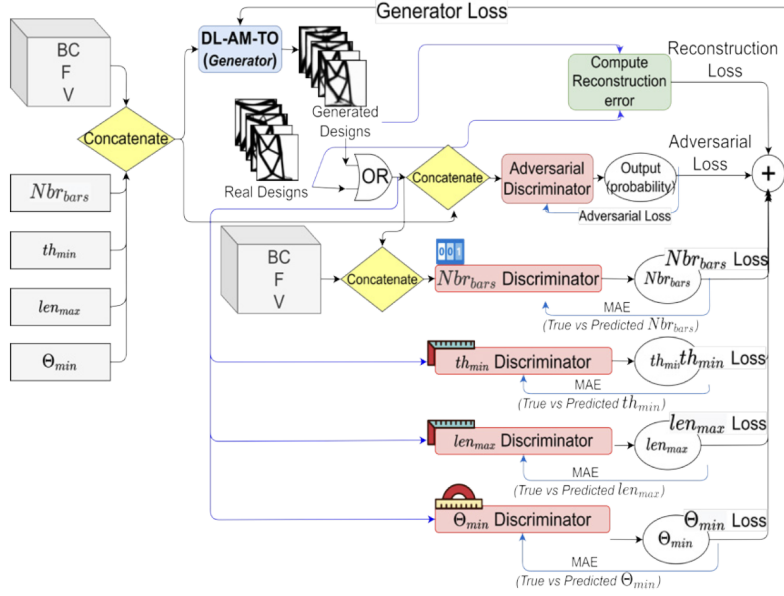 Generator Loss
BC
F
V
DL-AM-TO
(Generator)
Generated
Designs
Real Designs
Compute
Reconstruction
error
Reconstruction
Loss
Concatenate
OR
Concatenate
Adversarial
Discriminator
Output
(probability)
Adversarial
Loss
+
Adversarial Loss
Nbr_bars
th_min
len_max
Θ_min
BC
F
V
Concatenate
001
Nbr_bars Discriminator
Nbr_bars
Nbr_bars Loss
MAE
(True vs Predicted Nbr_bars)
th_min Discriminator
th_min Loss
MAE
(True vs Predicted th_min)
len_max Discriminator
len_max
len_max Loss
MAE
(True vs Predicted len_max)
Θ_min Discriminator
Θ_min
Θ_min Loss
MAE
(True vs Predicted Θ_min)